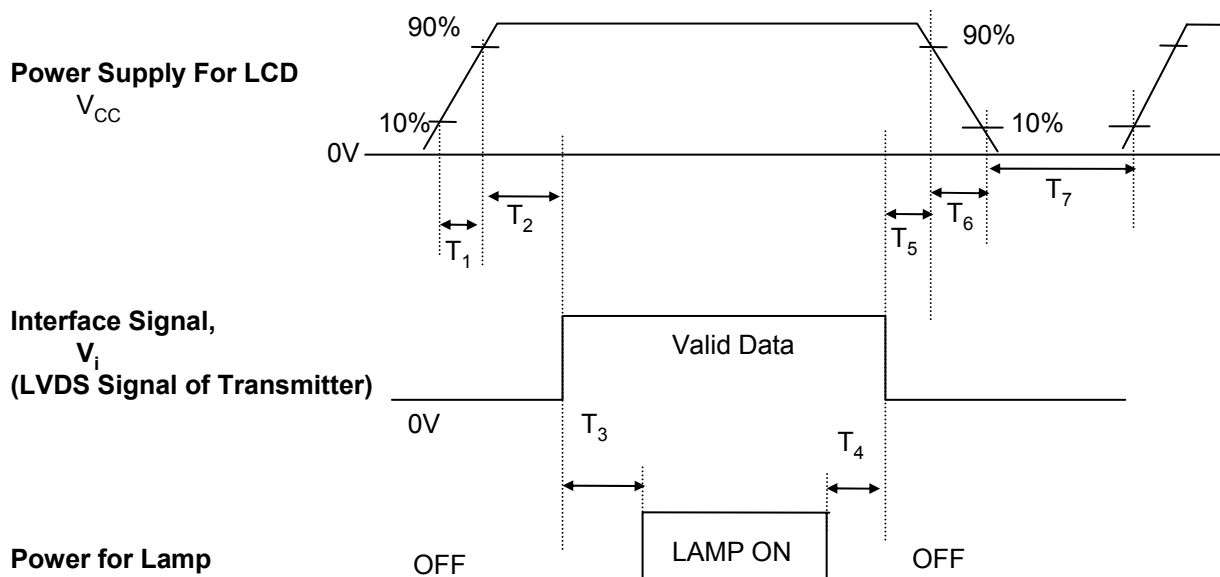 90%
90%
Power Supply For LCD
VCC
10%
10%
0V
T1
T2
T5
T6
T7
Interface Signal,
Vi
(LVDS Signal of Transmitter)
Valid Data
0V
T3
T4
Power for Lamp
OFF
LAMP ON
OFF